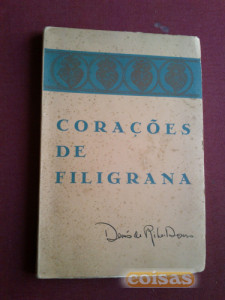 CORAÇÕES
DE
FILIGRANA
coisas